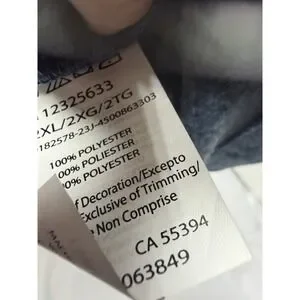 12325633
2XL/2XG/2TG
182578-23J-4500863303
100% POLYESTER
100% POLIESTER
100% POLYESTER
of Decoration/Excepto
Exclusive of Trimming/
e Non Comprise
CA 55394
063849